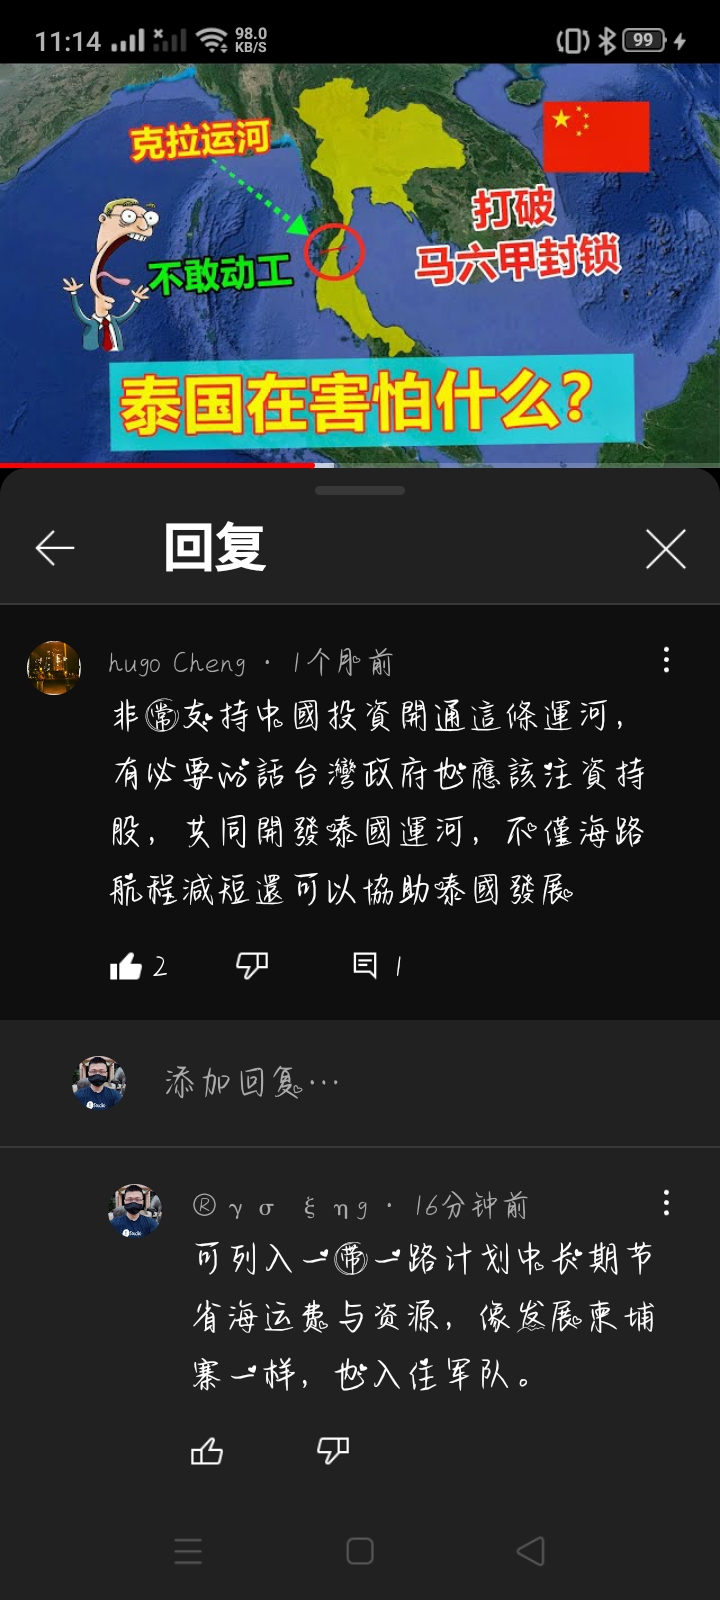 11:14
98.0
KB/S
99
克拉运河
打破
马六甲封锁
不敢动工
泰国在害怕什么？
回复
hugo Cheng · 1个月前
非常支持中國投資開通這條運河，
有必要的話台灣政府也應該注資持
股，共同開發泰國運河，不僅海路
航程減短還可以協助泰國發展
2
1
添加回复…
® γ σ ξ η g · 16分钟前
可列入一带一路计划中长期节
省海运费与资源，像发展柬埔
寨一样，也入住军队。